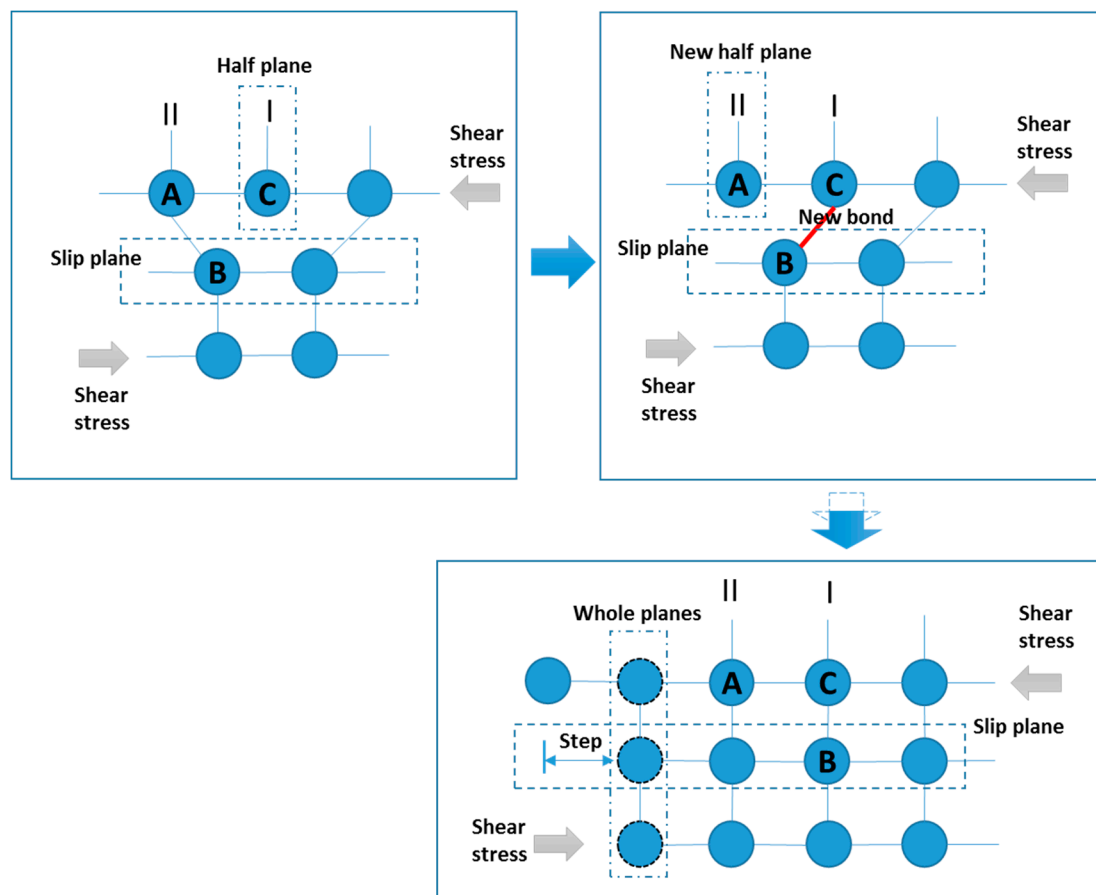 Half plane
II
I
Shear
stress
A
C
Slip plane
B
Shear
stress
New half plane
II
I
Shear
stress
A
C
New bond
Slip plane
B
Shear
stress
II
I
Whole planes
Shear
stress
A
C
Slip plane
Step
B
Shear
stress